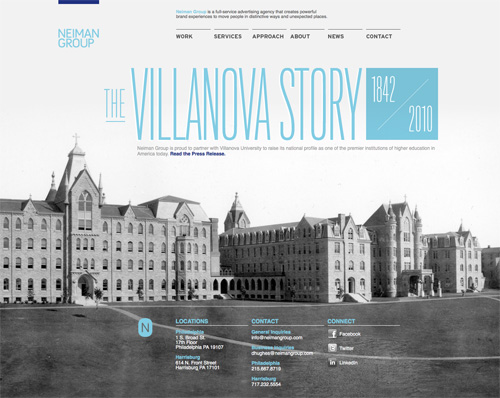 NEIMAN
GROUP
Neiman Group is a full-service advertising agency that creates powerful
brand experiences to move people in distinctive ways and unexpected places.
WORK
SERVICES
APPROACH
ABOUT
NEWS
CONTACT
THE VILLANOVA STORY 1842 / 2010
Neiman Group is proud to partner with Villanova University to raise its national profile as one of the premier institutions of higher education in
America today. Read the Press Release.
N
LOCATIONS
Philadelphia
1 S. Broad St.
17th Floor
Philadelphia PA 19107
Harrisburg
614 N. Front Street
Harrisburg PA 17101
CONTACT
General Inquiries
info@neimangroup.com
Business Inquiries
dhughes@neimangroup.com
Philadelphia
215.667.8719
Harrisburg
717.232.5554
CONNECT
Facebook
Twitter
in LinkedIn